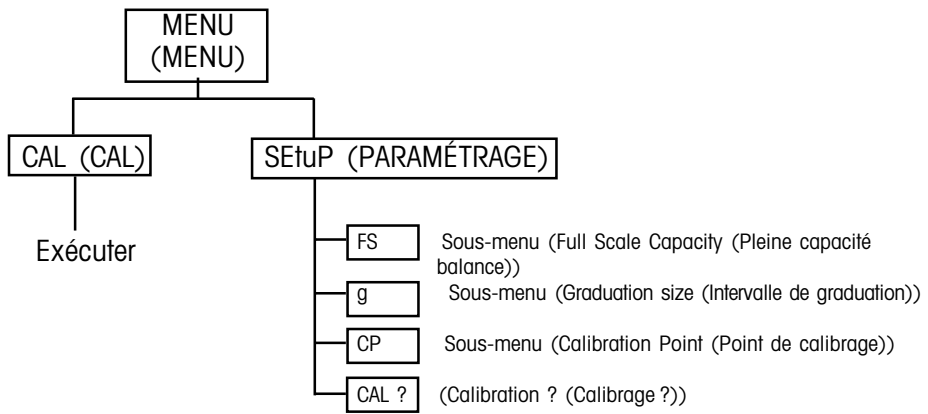 MENU
(MENU)
CAL (CAL)
SEtuP (PARAMÉTRAGE)
Exécuter
FS Sous-menu (Full Scale Capacity (Pleine capacité
balance))
g Sous-menu (Graduation size (Intervalle de graduation))
CP Sous-menu (Calibration Point (Point de calibrage))
CAL ? (Calibration ? (Calibrage ?))